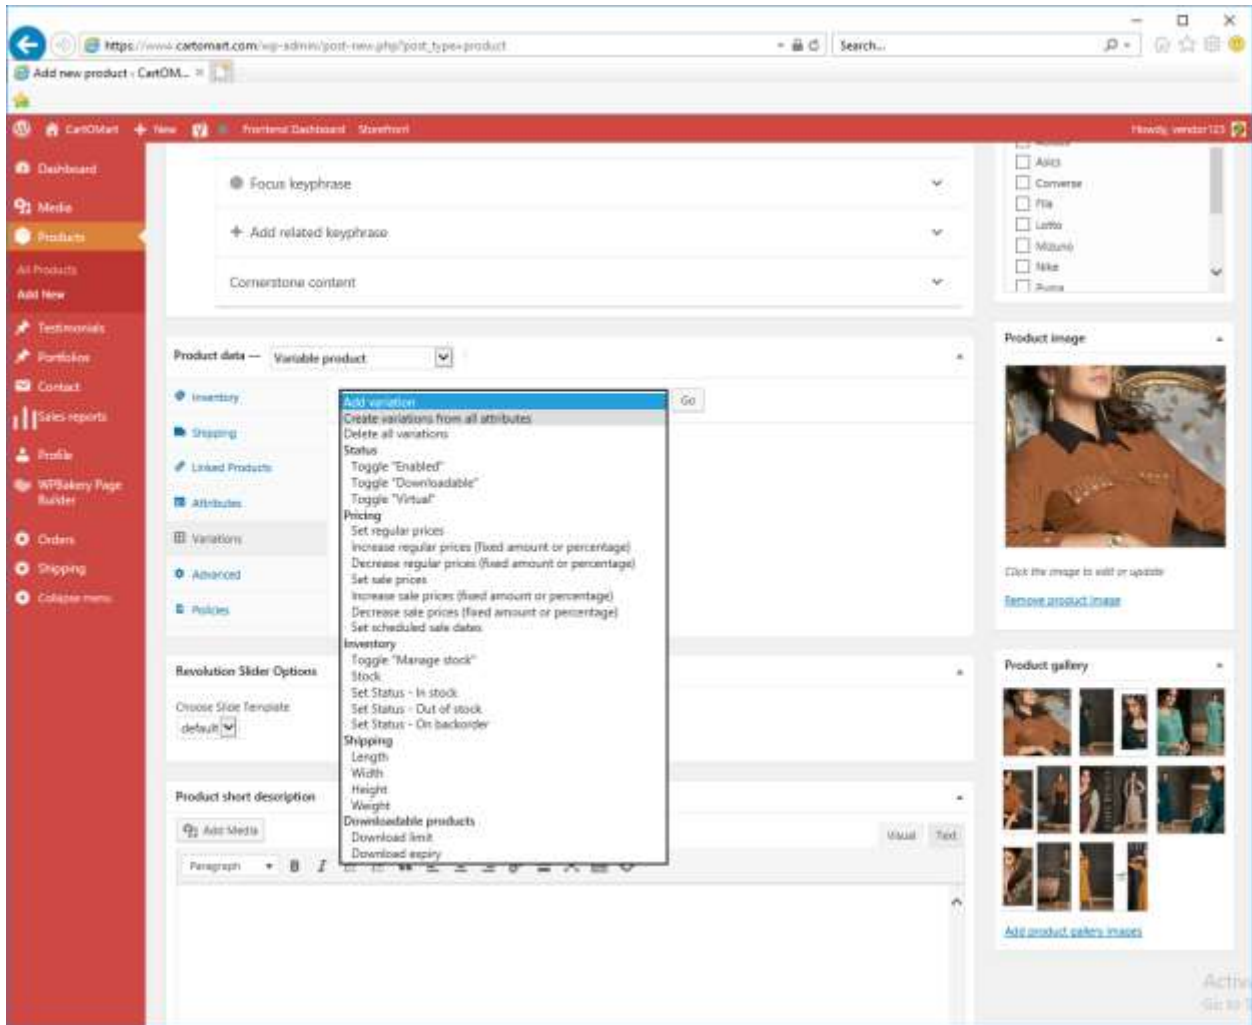 https://www.cartomart.com/wp-admin/post-new.php?post_type=product
Search...
Add new product - CartOM...
CartOMart
New
Frontend Dashboard
Storefront
Howdy, vendor123
Dashboard
Media
Products
All Products
Add New
Testimonials
Portfolios
Contact
Sales reports
Profile
WPBakery Page
Builder
Orders
Shipping
Collapse menu
Focus keyphrase
Add related keyphrase
Cornerstone content
Product data —
Variable product
Inventory
Shipping
Linked Products
Attributes
Variations
Advanced
Policies
Add variation
Go
Create variations from all attributes
Delete all variations
Status
Toggle "Enabled"
Toggle "Downloadable"
Toggle "Virtual"
Pricing
Set regular prices
Increase regular prices (fixed amount or percentage)
Decrease regular prices (fixed amount or percentage)
Set sale prices
Increase sale prices (fixed amount or percentage)
Decrease sale prices (fixed amount or percentage)
Set scheduled sale dates
Inventory
Toggle "Manage stock"
Stock
Set Status - In stock
Set Status - Out of stock
Set Status - On backorder
Shipping
Length
Width
Height
Weight
Downloadable products
Download limit
Download expiry
Revolution Slider Options
Choose Slide Template
default
Product short description
Add Media
Visual
Text
Paragraph
B
I
Asics
Converse
Fila
Lotto
Mizuno
Nike
Puma
Product image
Click the image to edit or update
Remove product image
Product gallery
Add product gallery images